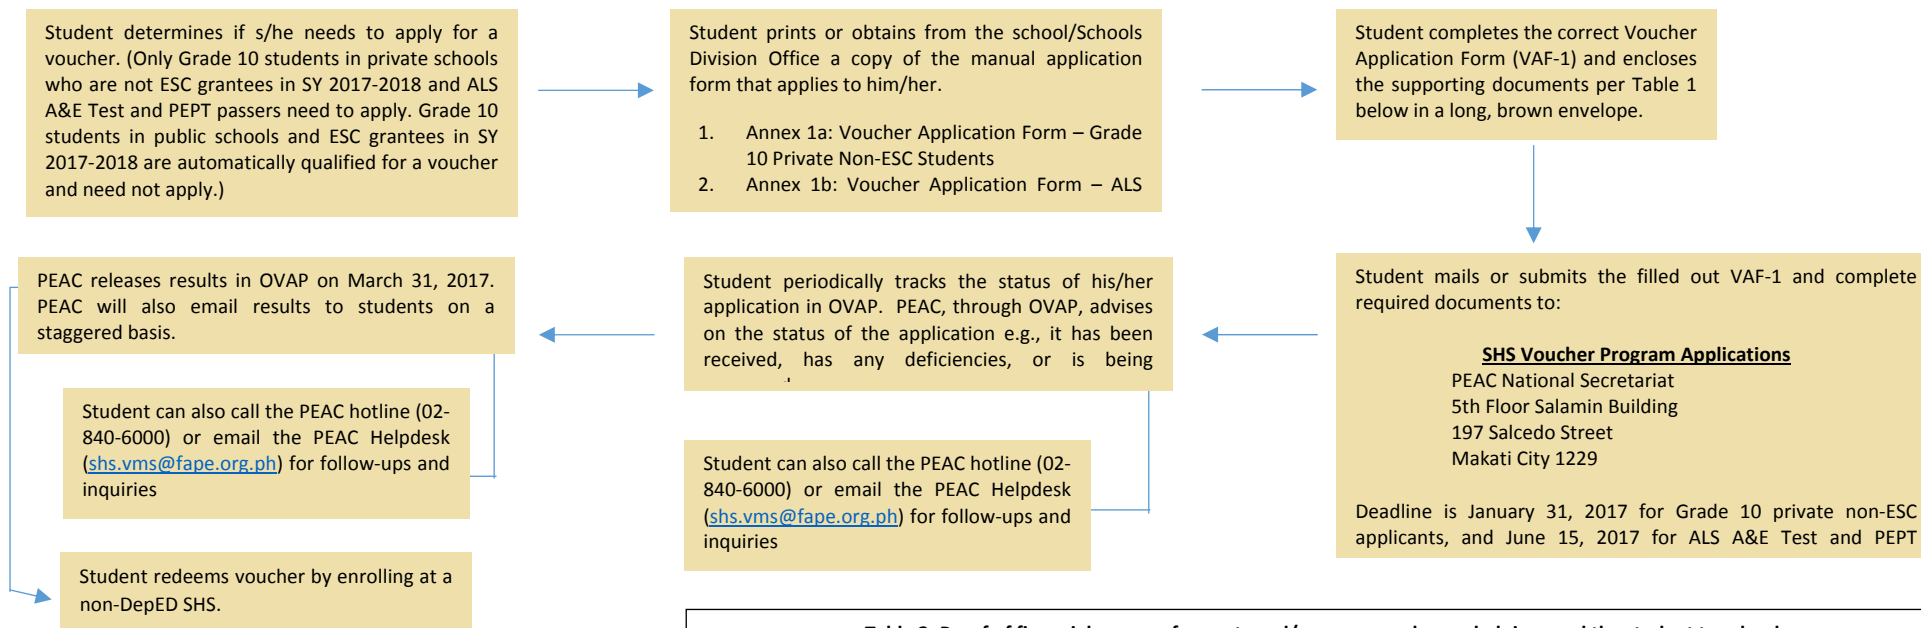 Student determines if s/he needs to apply for a
voucher. (Only Grade 10 students in private schools
who are not ESC grantees in SY 2017-2018 and ALS
A&E Test and PEPT passers need to apply. Grade 10
students in public schools and ESC grantees in SY
2017-2018 are automatically qualified for a voucher
and need not apply.)
Student prints or obtains from the school/Schools
Division Office a copy of the manual application
form that applies to him/her.
1. Annex 1a: Voucher Application Form – Grade
10 Private Non-ESC Students
2. Annex 1b: Voucher Application Form – ALS
Student completes the correct Voucher
Application Form (VAF-1) and encloses
the supporting documents per Table 1
below in a long, brown envelope.
Student mails or submits the filled out VAF-1 and complete
required documents to:
SHS Voucher Program Applications
PEAC National Secretariat
5th Floor Salamin Building
197 Salcedo Street
Makati City 1229
Deadline is January 31, 2017 for Grade 10 private non-ESC
applicants, and June 15, 2017 for ALS A&E Test and PEPT
Student periodically tracks the status of his/her
application in OVAP. PEAC, through OVAP, advises
on the status of the application e.g., it has been
received, has any deficiencies, or is being
Student can also call the PEAC hotline (02-
840-6000) or email the PEAC Helpdesk
(shs.vms@fape.org.ph) for follow-ups and
inquiries
PEAC releases results in OVAP on March 31, 2017.
PEAC will also email results to students on a
staggered basis.
Student can also call the PEAC hotline (02-
840-6000) or email the PEAC Helpdesk
(shs.vms@fape.org.ph) for follow-ups and
inquiries
Student redeems voucher by enrolling at a
non-DepED SHS.